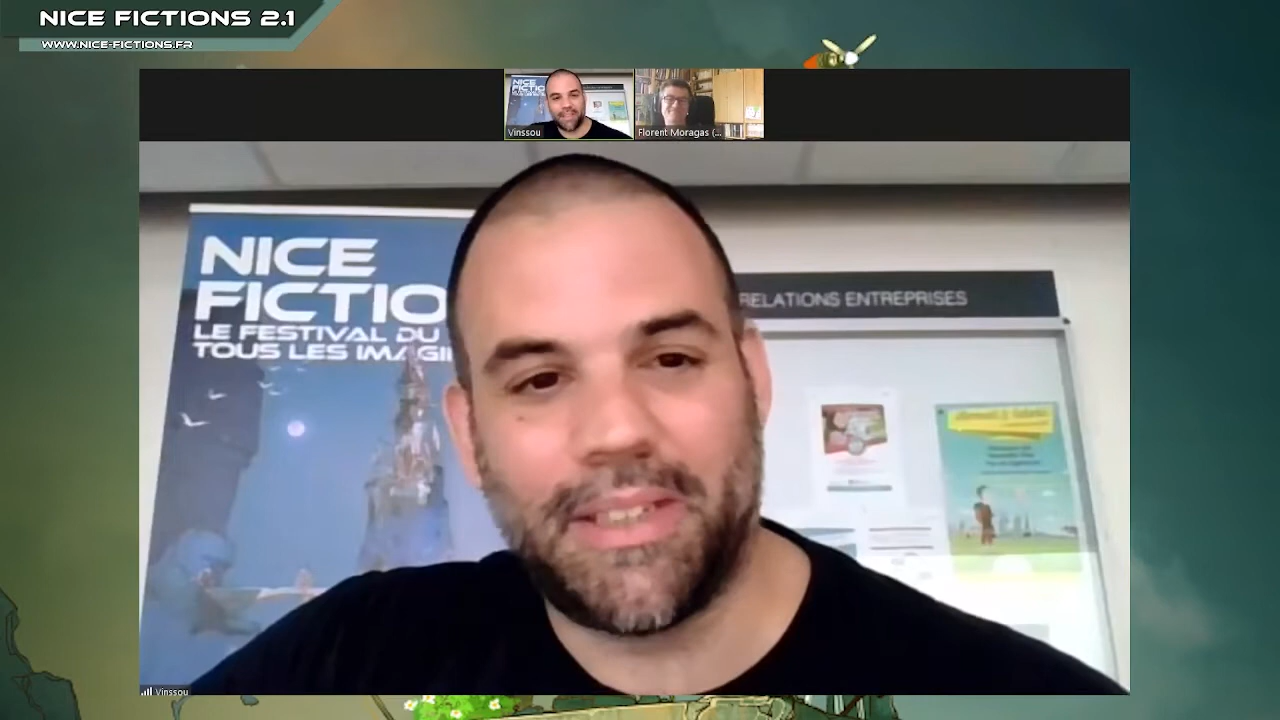 NICE FICTIONS 2.1
WWW.NICE-FICTIONS.FR
Vinssou
Florent Moragas (...
NICE
FICTIO
LE FESTIVAL DU
TOUS LES IMAGI
RELATIONS ENTREPRISES
Vinssou